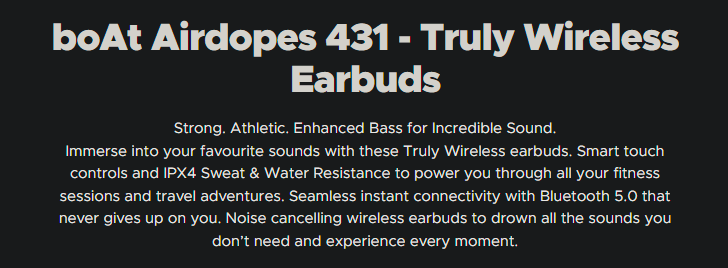 boAt Airdopes 431 - Truly Wireless
Earbuds
Strong. Athletic. Enhanced Bass for Incredible Sound.
Immerse into your favourite sounds with these Truly Wireless earbuds. Smart touch
controls and IPX4 Sweat & Water Resistance to power you through all your fitness
sessions and travel adventures. Seamless instant connectivity with Bluetooth 5.0 that
never gives up on you. Noise cancelling wireless earbuds to drown all the sounds you
don’t need and experience every moment.